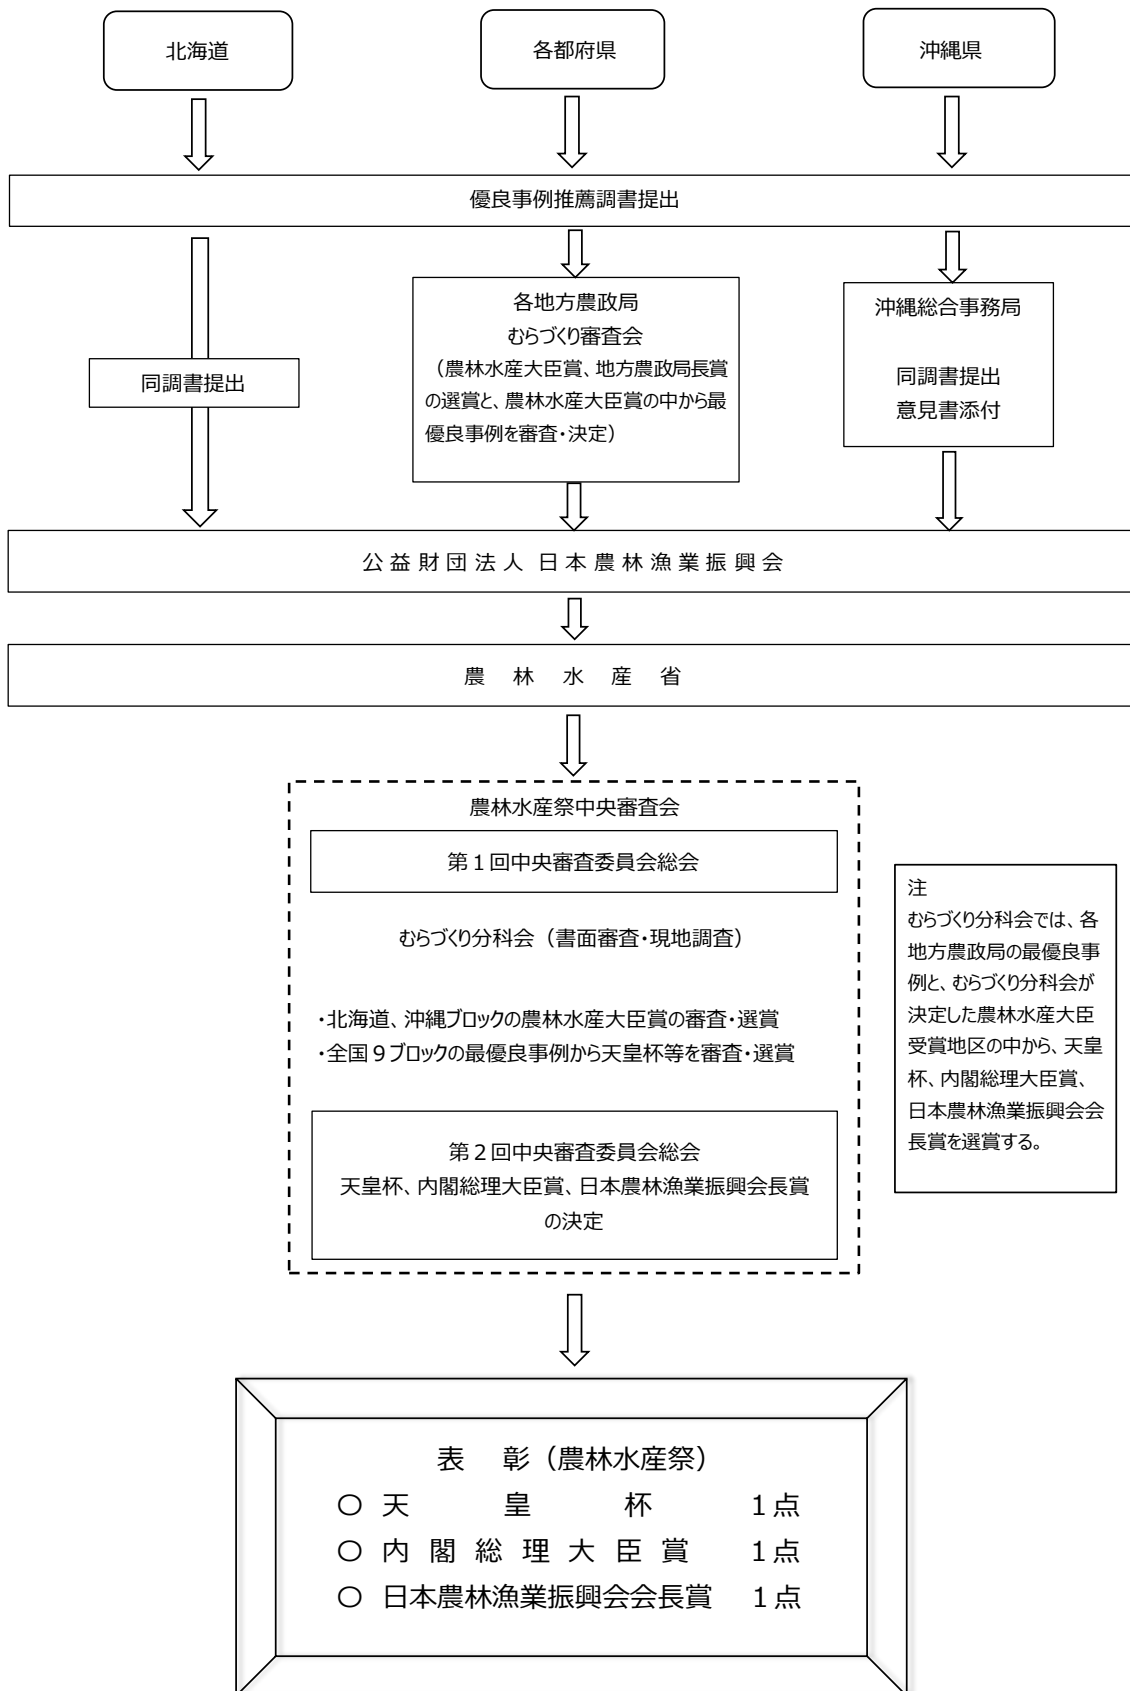 北海道
各都府県
沖縄県
優良事例推薦調書提出
同調書提出
各地方農政局
むらづくり審査会
（農林水産大臣賞、地方農政局長賞
の選賞と、農林水産大臣賞の中から最
優良事例を審査・決定）
沖縄総合事務局
同調書提出
意見書添付
公益財団法人 日本農林漁業振興会
農 林 水 産 省
農林水産祭中央審査会
第１回中央審査委員会総会
むらづくり分科会（書面審査・現地調査）
・北海道、沖縄ブロックの農林水産大臣賞の審査・選賞
・全国９ブロックの最優良事例から天皇杯等を審査・選賞
第２回中央審査委員会総会
天皇杯、内閣総理大臣賞、日本農林漁業振興会長賞
の決定
注
むらづくり分科会では、各
地方農政局の最優良事
例と、むらづくり分科会が
決定した農林水産大臣
受賞地区の中から、天皇
杯、内閣総理大臣賞、
日本農林漁業振興会会
長賞を選賞する。
表 彰（農林水産祭）
〇 天 皇 杯 １点
〇 内 閣 総 理 大 臣 賞 １点
〇 日本農林漁業振興会会長賞 １点